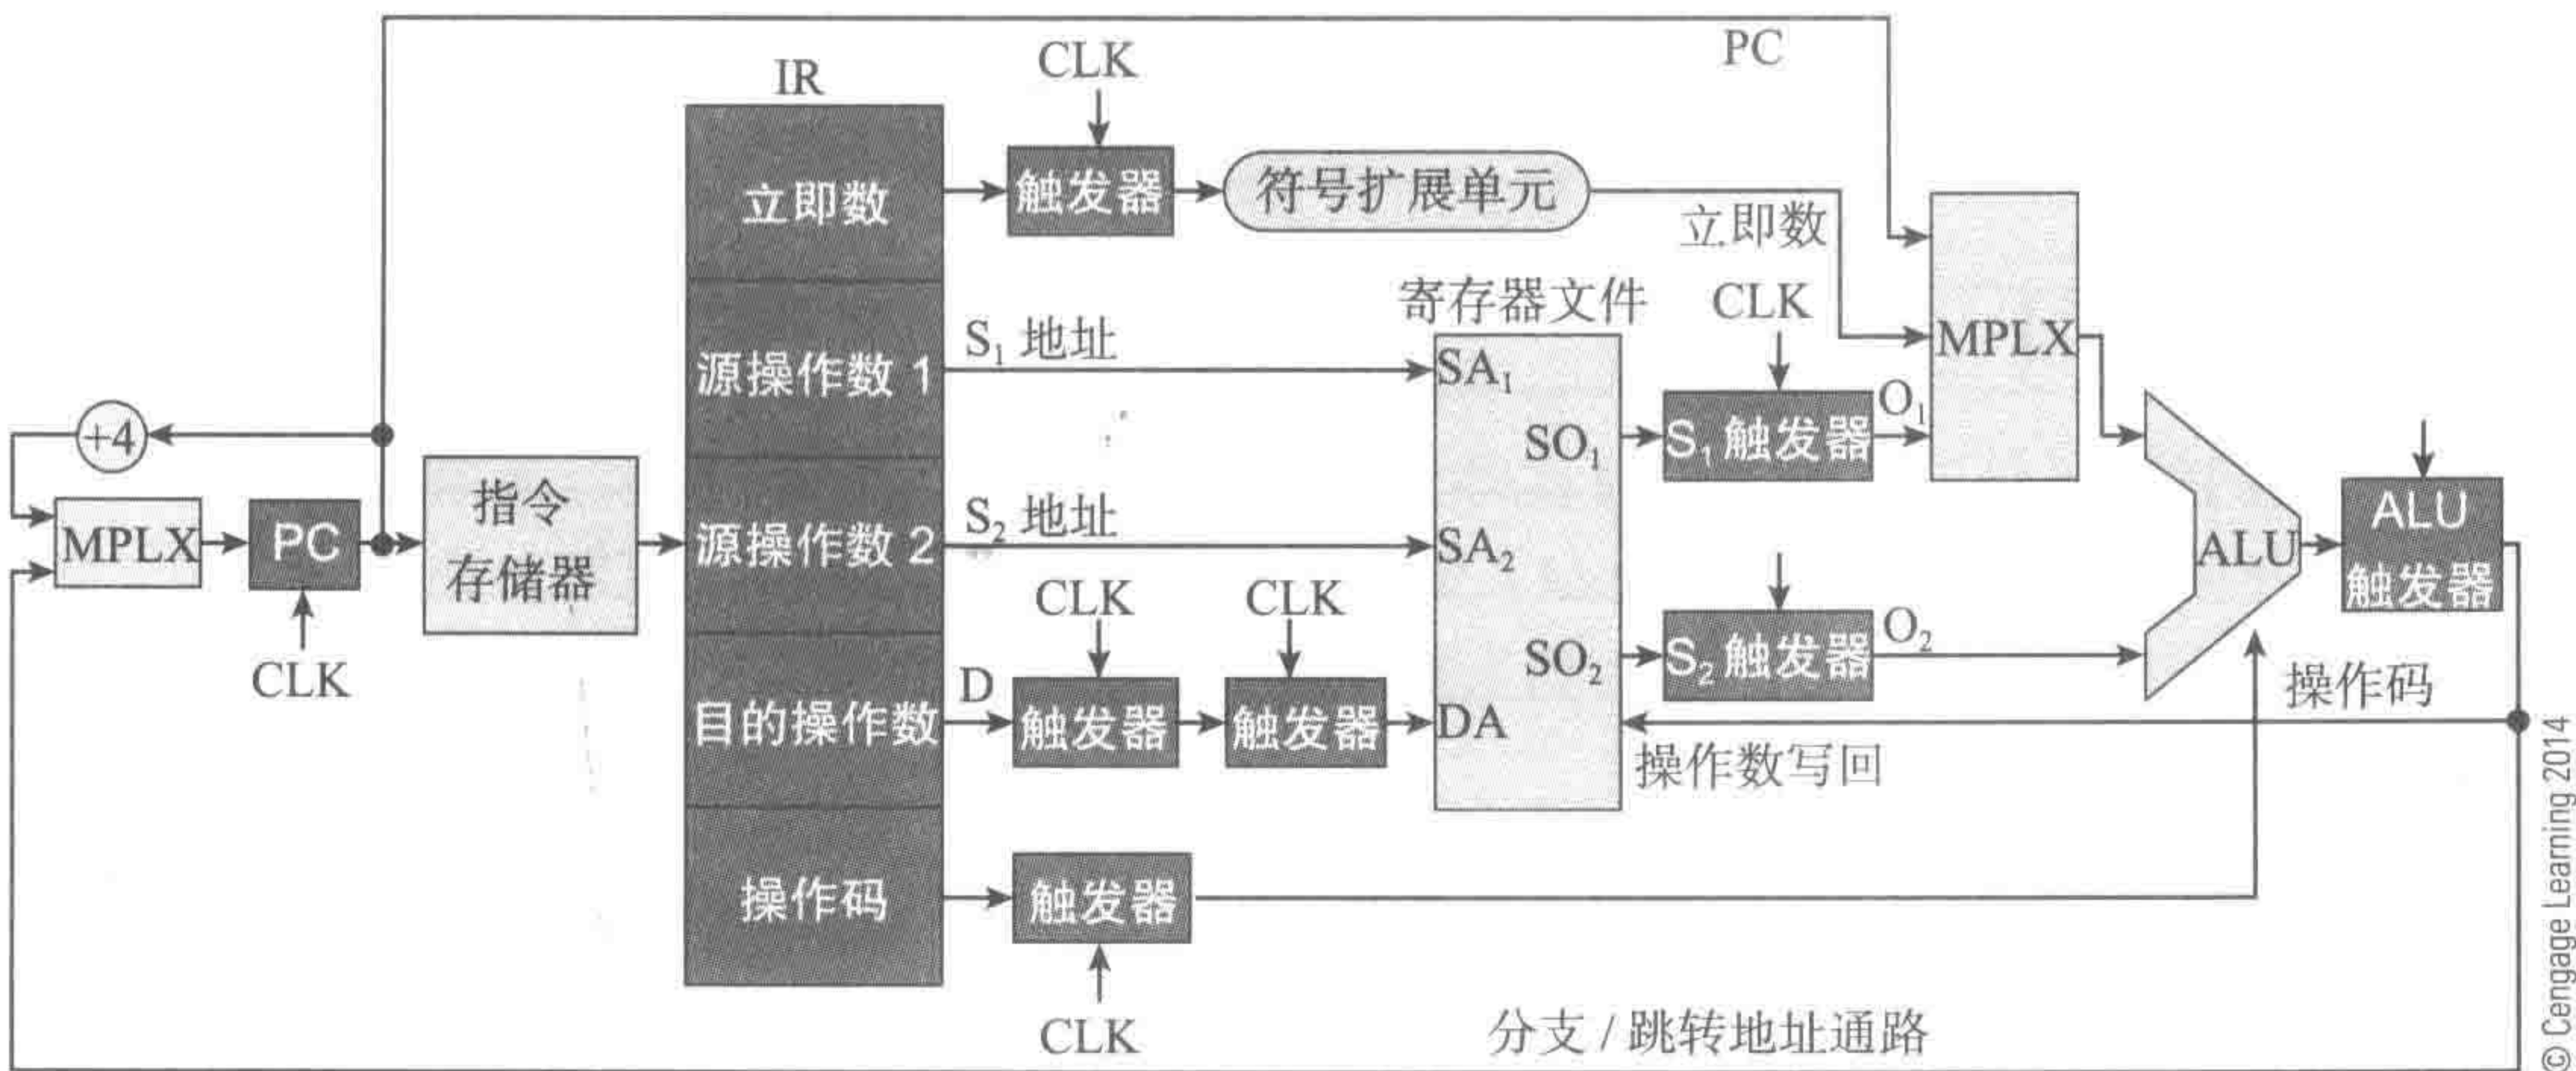 PC
CLK
IR
立即数
触发器
符号扩展单元
立即数
MPLX
寄存器文件
CLK
源操作数 1
S₁ 地址
SA₁
SO₁
S₁ 触发器
O₁
+4
MPLX
PC
CLK
指令
存储器
源操作数 2
S₂ 地址
SA₂
SO₂
S₂ 触发器
O₂
ALU
ALU
触发器
CLK
CLK
目的操作数
D
触发器
触发器
DA
操作数写回
操作码
操作码
触发器
CLK
分支 / 跳转地址通路
© Cengage Learning 2014